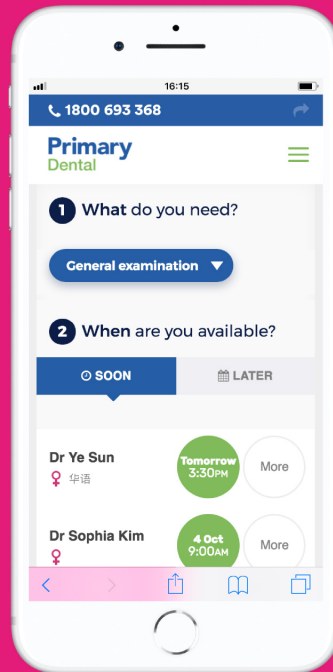 16:15
1800 693 368
Primary
Dental
1 What do you need?
General examination
2 When are you available?
SOON
LATER
Dr Ye Sun
华语
Tomorrow
3:30PM
More
Dr Sophia Kim
4 Oct
9:00AM
More